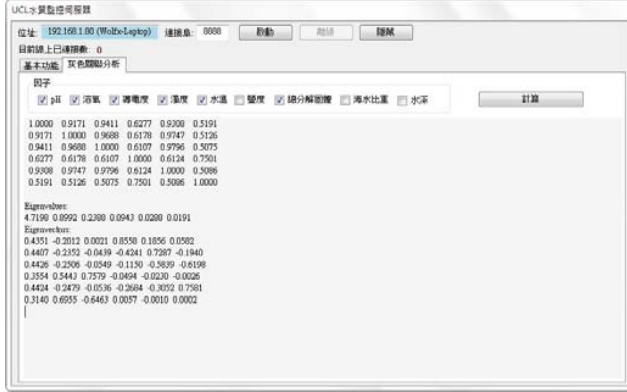 UCL水質監控伺服器
位址: 192.168.1.80 (Wolfix-Laptop) 連接阜: 8888 啟動 離線 隱藏
目前線上已連接數: 0
基本功能 灰色關聯分析
因子
pH 溶氧 導電度 濁度 水溫 鹽度 總分解固體 海水比重 水深 計算
1.0000 0.9171 0.9411 0.6277 0.9308 0.5191
0.9171 1.0000 0.9688 0.6178 0.9747 0.5126
0.9411 0.9688 1.0000 0.6107 0.9796 0.5075
0.6277 0.6178 0.6107 1.0000 0.6124 0.7501
0.9308 0.9747 0.9796 0.6124 1.0000 0.5086
0.5191 0.5126 0.5075 0.7501 0.5086 1.0000
Eigenvalues:
4.7198 0.8992 0.2388 0.0943 0.0288 0.0191
Eigenvectors:
0.4351 -0.2012 0.0021 0.8558 0.1856 0.0582
0.4407 -0.2352 -0.0439 -0.4241 0.7287 -0.1940
0.4426 -0.2506 -0.0549 -0.1150 -0.5839 -0.6198
0.3554 0.5443 0.7579 -0.0494 -0.0230 -0.0026
0.4424 -0.2479 -0.0536 -0.2684 -0.3052 0.7581
0.3140 0.6955 -0.6463 0.0057 -0.0010 0.0002